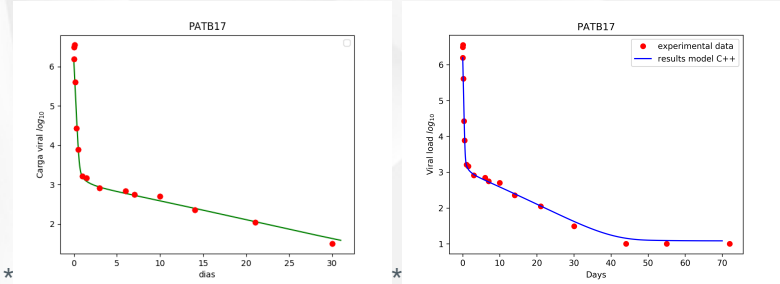 PATB17
Carga viral log10
6
5
4
3
2
0 5 10 15 20 25 30
dias
*
PATB17
experimental data
results model C++
Viral load log10
6
5
4
3
2
1
0 10 20 30 40 50 60 70
Days
*